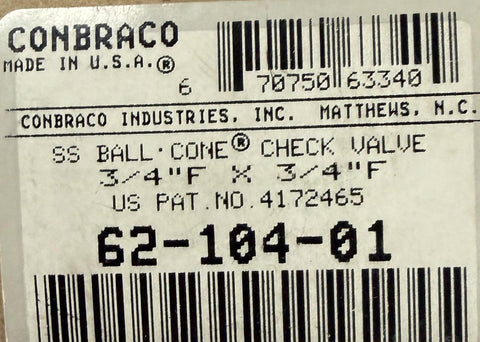 CONBRACO
MADE IN U.S.A.®
6 70750 63340
CONBRACO INDUSTRIES, INC. MATTHEWS, N.C.
SS BALL·CONE® CHECK VALVE
3/4"F X 3/4"F
US PAT.NO.4172465
62-104-01